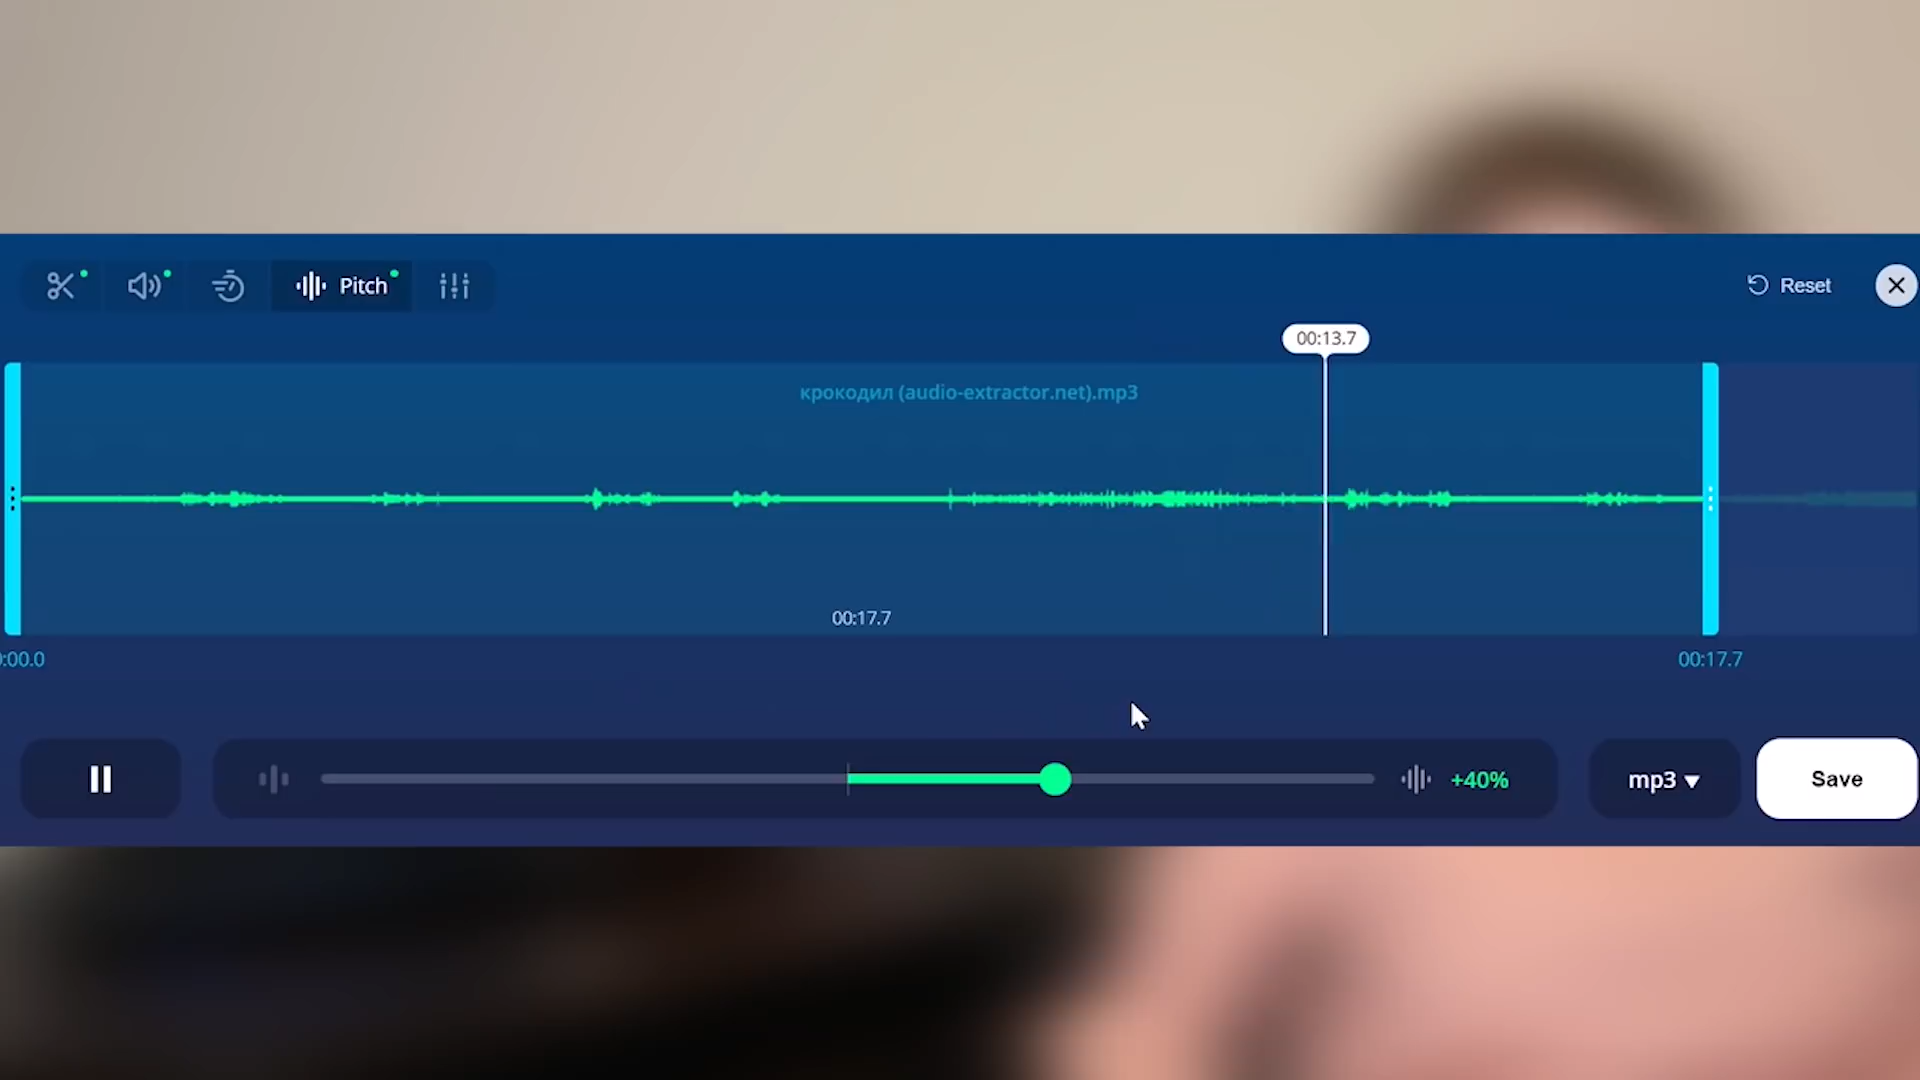 Pitch
Reset
00:13.7
крокодил (audio-extractor.net).mp3
00:17.7
:00.0
00:17.7
+40%
mp3
Save